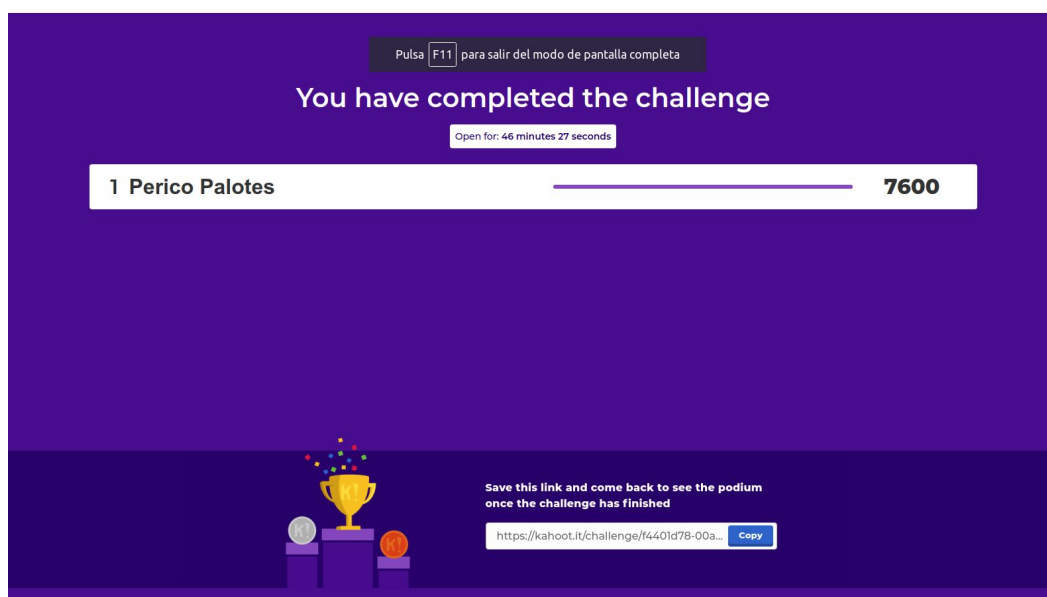 Pulsa F11 para salir del modo de pantalla completa
You have completed the challenge
Open for: 46 minutes 27 seconds
1 Perico Palotes 7600
Save this link and come back to see the podium
once the challenge has finished
https://kahoot.it/challenge/f4401d78-00a... Copy
K!
K!
K!